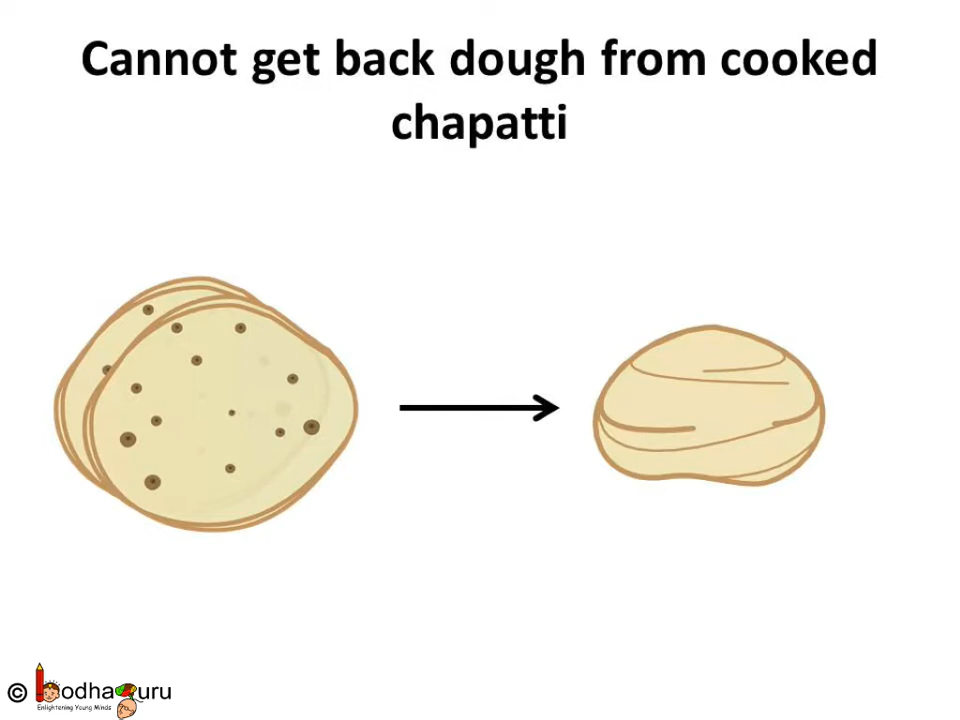 Cannot get back dough from cooked
chapatti
© BodhaGuru
Enlightening Young Minds